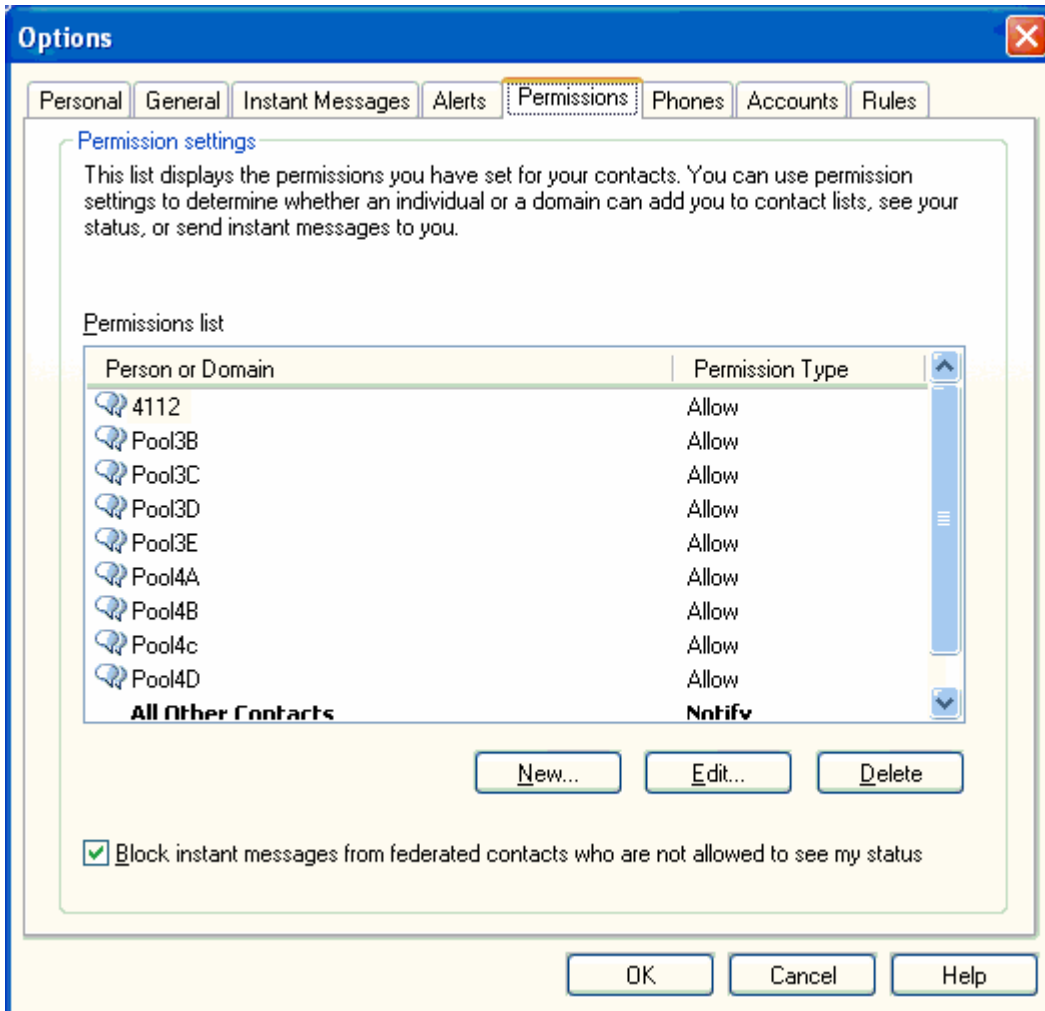 Options
Personal General Instant Messages Alerts Permissions Phones Accounts Rules
Permission settings
This list displays the permissions you have set for your contacts. You can use permission
settings to determine whether an individual or a domain can add you to contact lists, see your
status, or send instant messages to you.
Permissions list
Person or Domain Permission Type
4112 Allow
Pool3B Allow
Pool3C Allow
Pool3D Allow
Pool3E Allow
Pool4A Allow
Pool4B Allow
Pool4c Allow
Pool4D Allow
All Other Contacts Notify
New... Edit... Delete
Block instant messages from federated contacts who are not allowed to see my status
OK Cancel Help